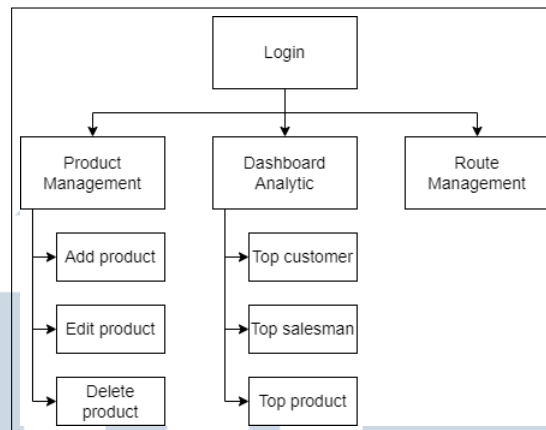 Login
Product
Management
Dashboard
Analytic
Route
Management
Add product
Top customer
Edit product
Top salesman
Delete
product
Top product